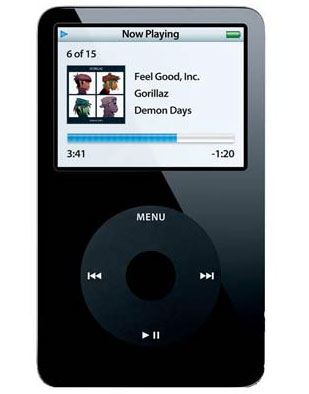 Now Playing
6 of 15
Feel Good, Inc.
Gorillaz
Demon Days
3:41 -1:20
MENU